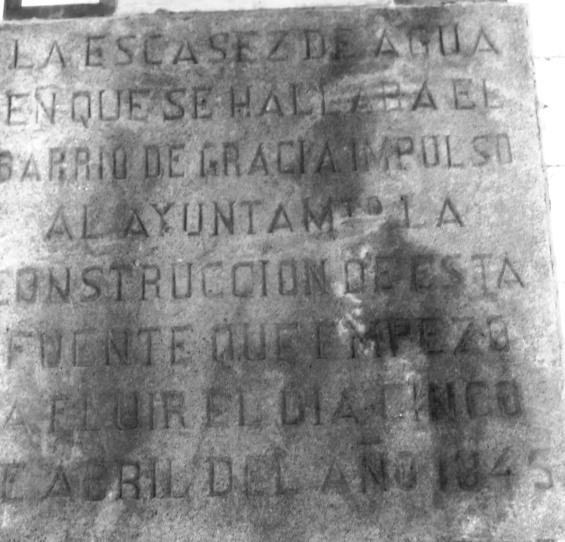 LA ESCASEZ DE AGUA
EN QUE SE HALLABA EL
BARRIO DE GRACIA IMPULSO
AL AYUNTAMTO LA
CONSTRUCCION DE ESTA
FUENTE QUE EMPEZO
A FLUIR EL DIA CINCO
DE ABRIL DEL AÑO 1845